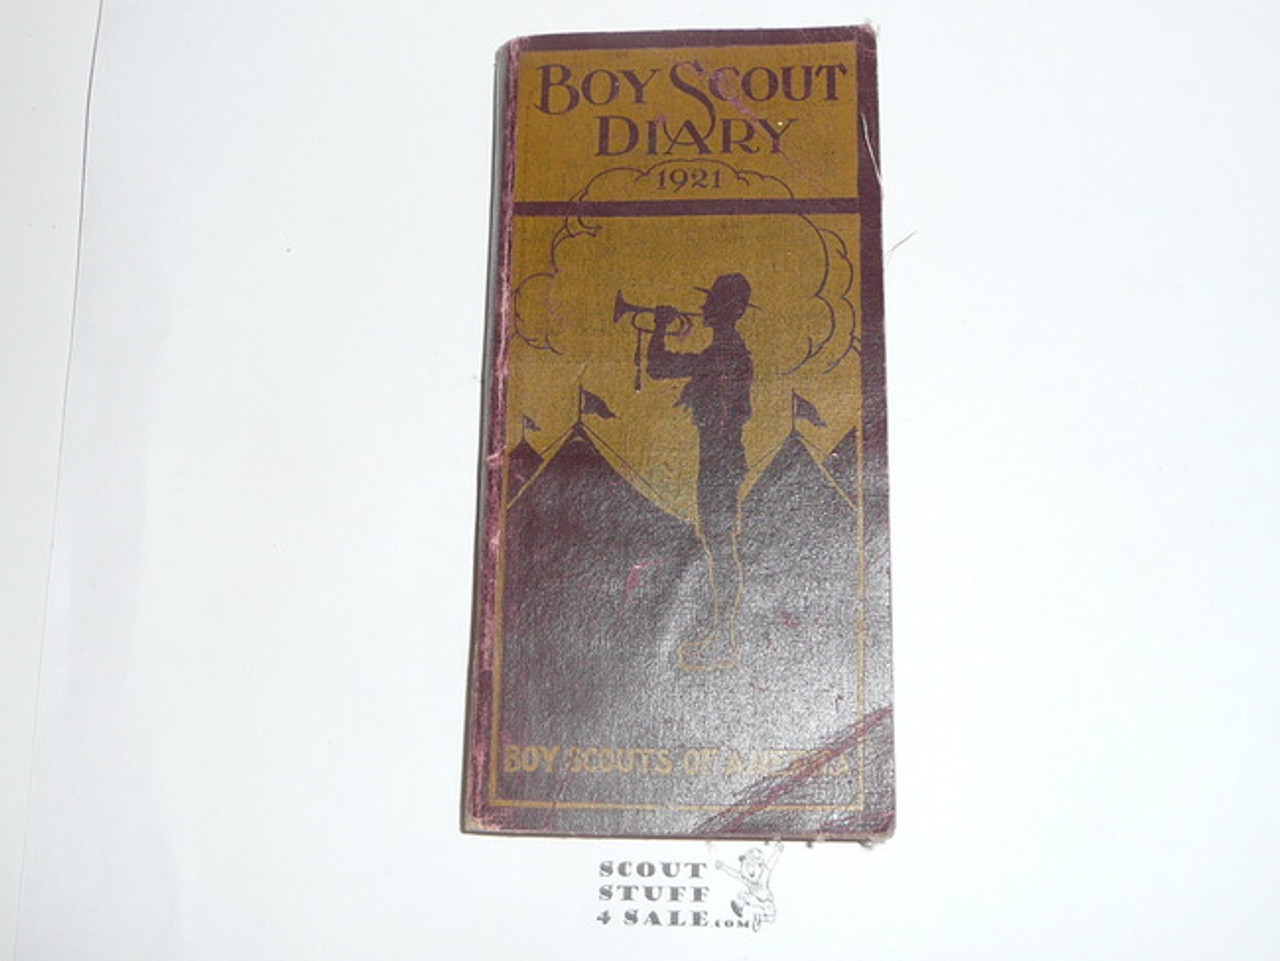 BOY SCOUT
DIARY
1921
BOY SCOUTS OF AMERICA
SCOUT
STUFF
4 SALE.COM